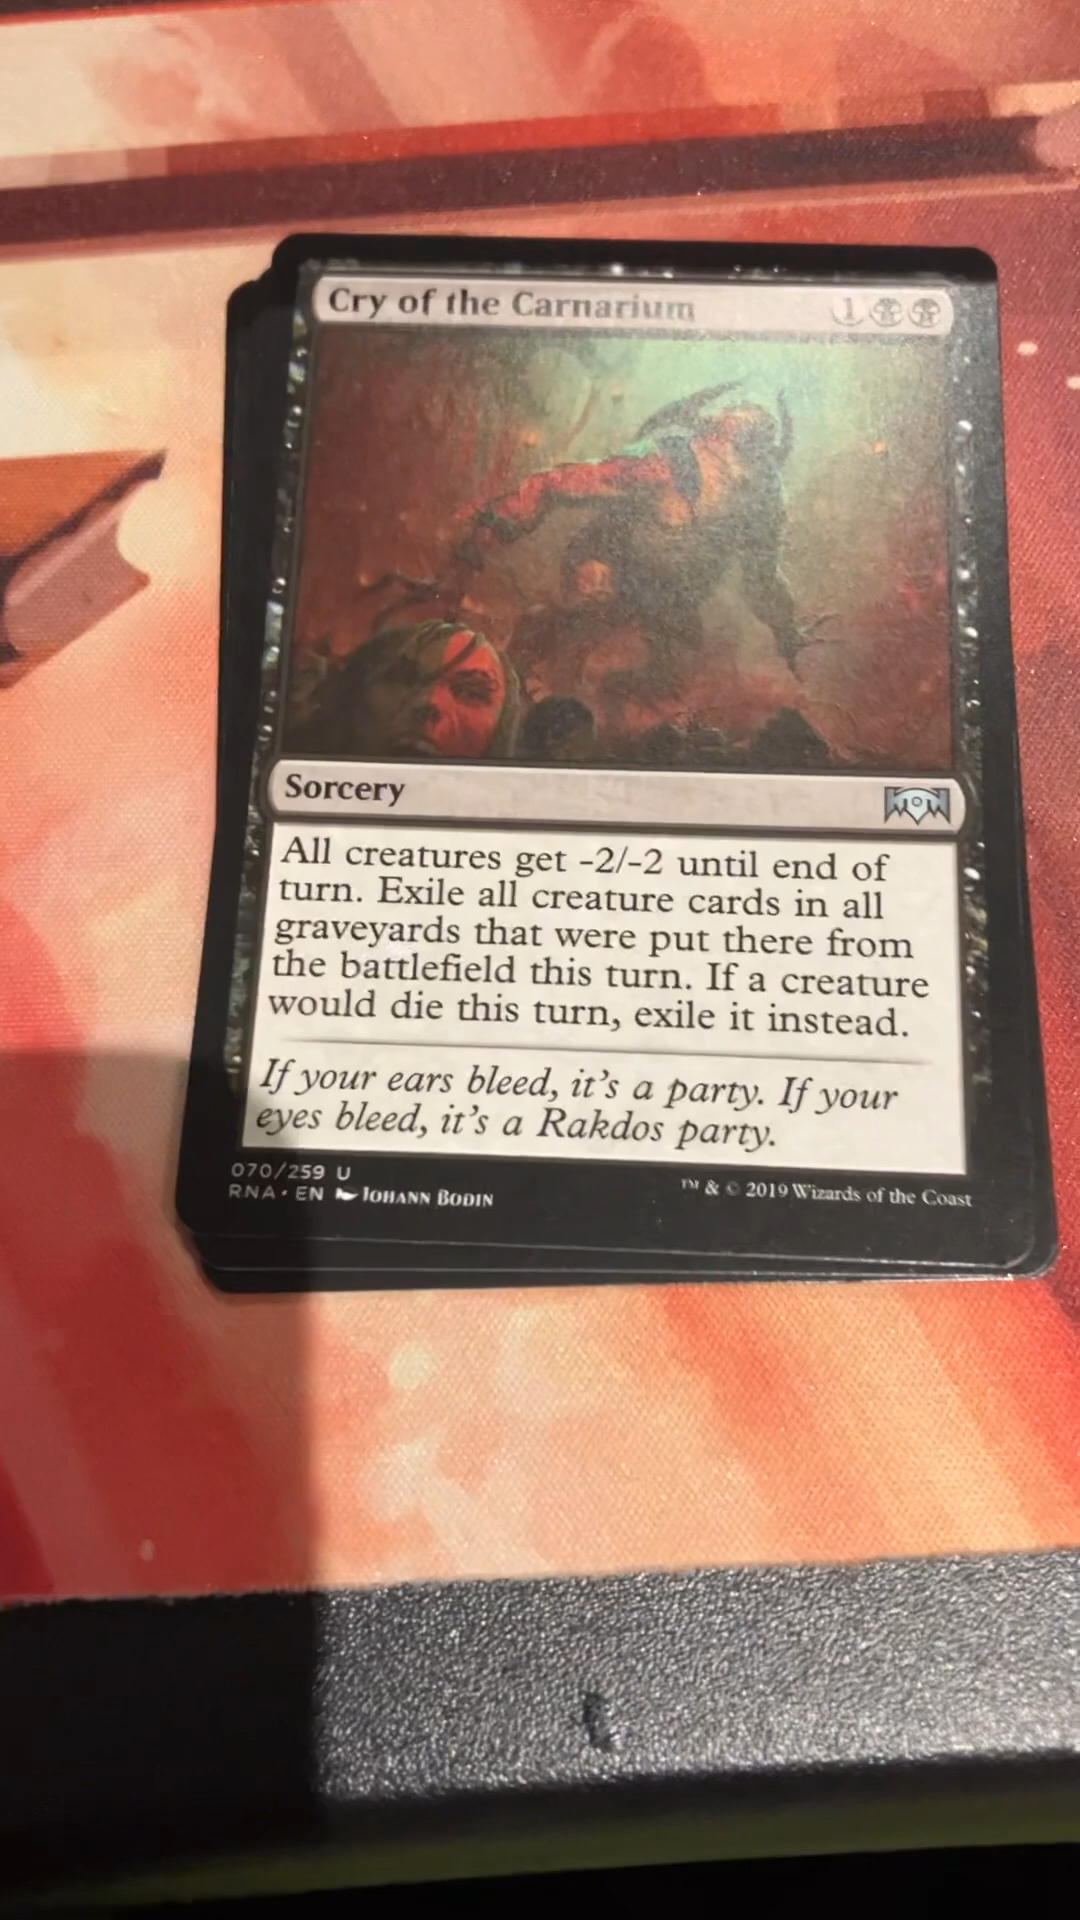 Cry of the Carnarium 1
Sorcery
All creatures get -2/-2 until end of
turn. Exile all creature cards in all
graveyards that were put there from
the battlefield this turn. If a creature
would die this turn, exile it instead.
If your ears bleed, it's a party. If your
eyes bleed, it's a Rakdos party.
070/259 U
RNA • EN Johann Bodin
™ & © 2019 Wizards of the Coast